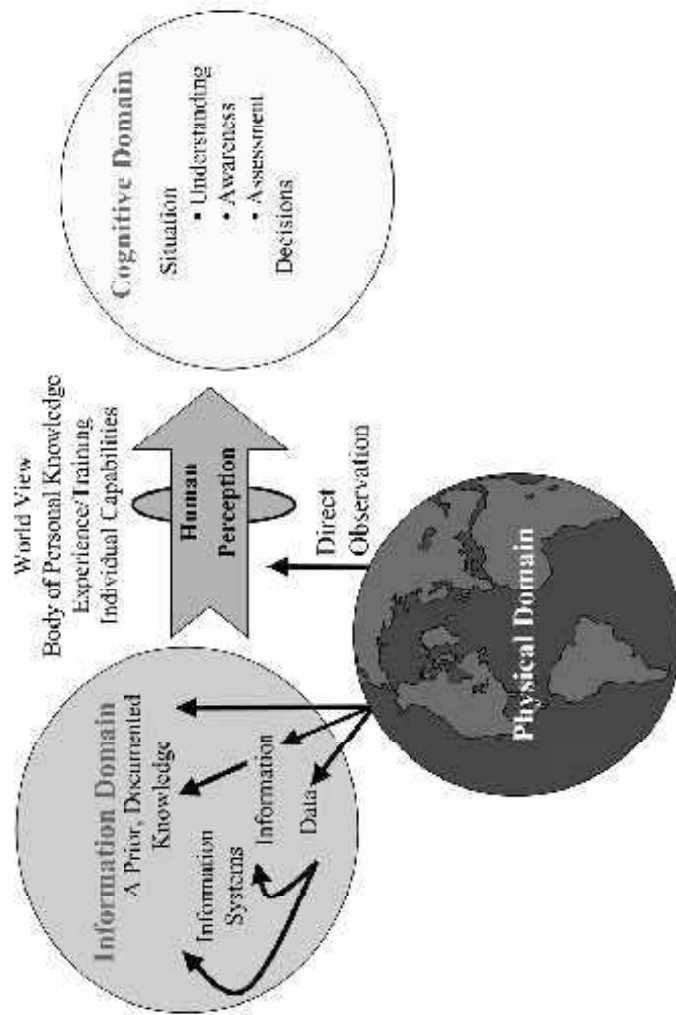 World View
Body of Personal Knowledge
Experience/Training
Individual Capabilities
Information Domain
A Prior, Documented
Knowledge
Information
Systems
Information
Data
Human
Perception
Direct
Observation
Physical Domain
Cognitive Domain
Situation
• Understanding
• Awareness
• Assessment
Decisions